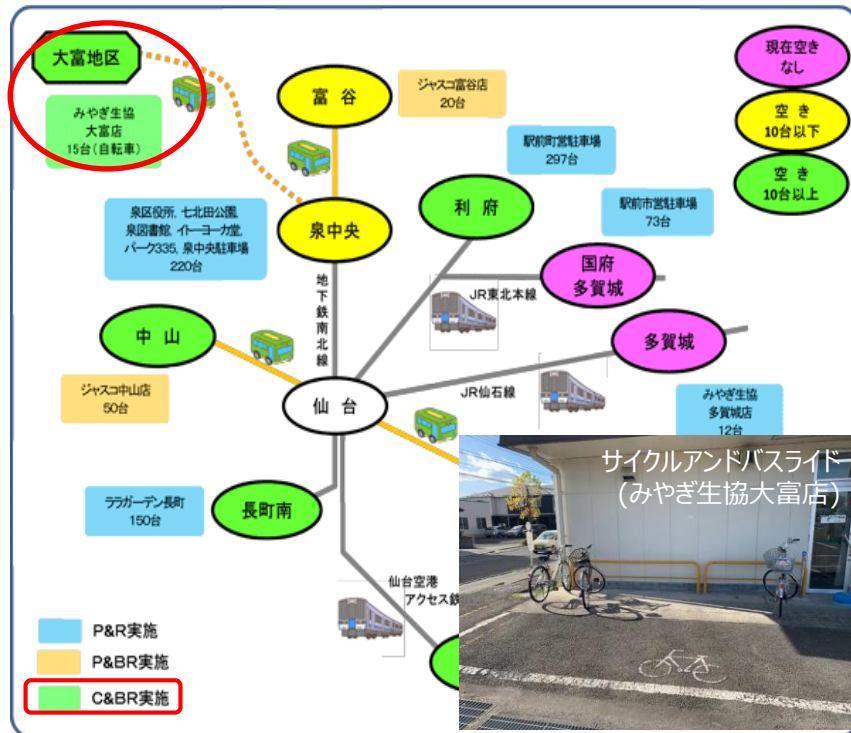 大富地区
みやぎ生協
大富店
15台(自転車)
富谷
ジャスコ富谷店
20台
現在空き
なし
空き
10台以下
空き
10台以上
駅前町営駐車場
297台
利府
駅前市営駐車場
73台
泉区役所, 七北田公園,
泉図書館, イトーヨーカ堂,
パーク335, 泉中央駐車場
220台
泉中央
地下鉄南北線
国府
多賀城
JR東北本線
中山
多賀城
ジャスコ中山店
50台
仙台
JR仙石線
みやぎ生協
多賀城店
12台
サイクルアンドバスライド
(みやぎ生協大富店)
ララガーデン長町
150台
長町南
仙台空港
アクセス鉄
P&R実施
P&BR実施
C&BR実施